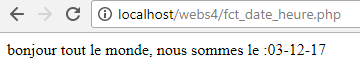 localhost/webs4/fct_date_heure.php
bonjour tout le monde, nous sommes le :03-12-17